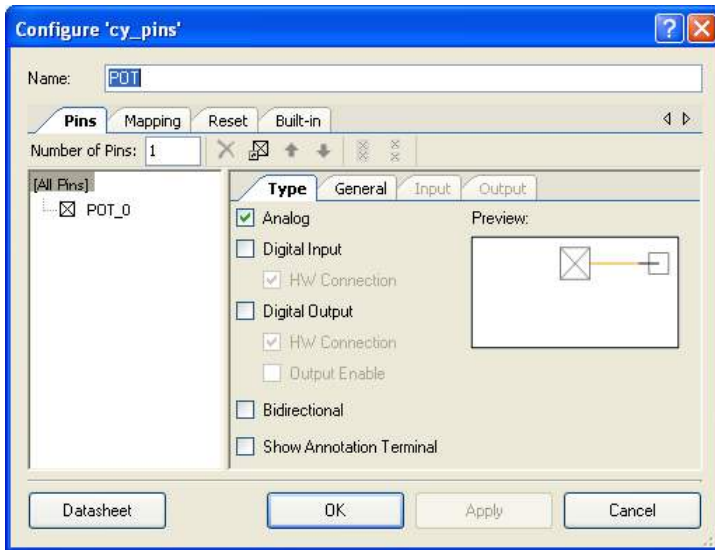 Configure 'cy_pins'
Name: POT
Pins Mapping Reset Built-in
Number of Pins: 1
[All Pins]
POT_0
Type General Input Output
Analog
Preview:
Digital Input
HW Connection
Digital Output
HW Connection
Output Enable
Bidirectional
Show Annotation Terminal
Datasheet OK Apply Cancel